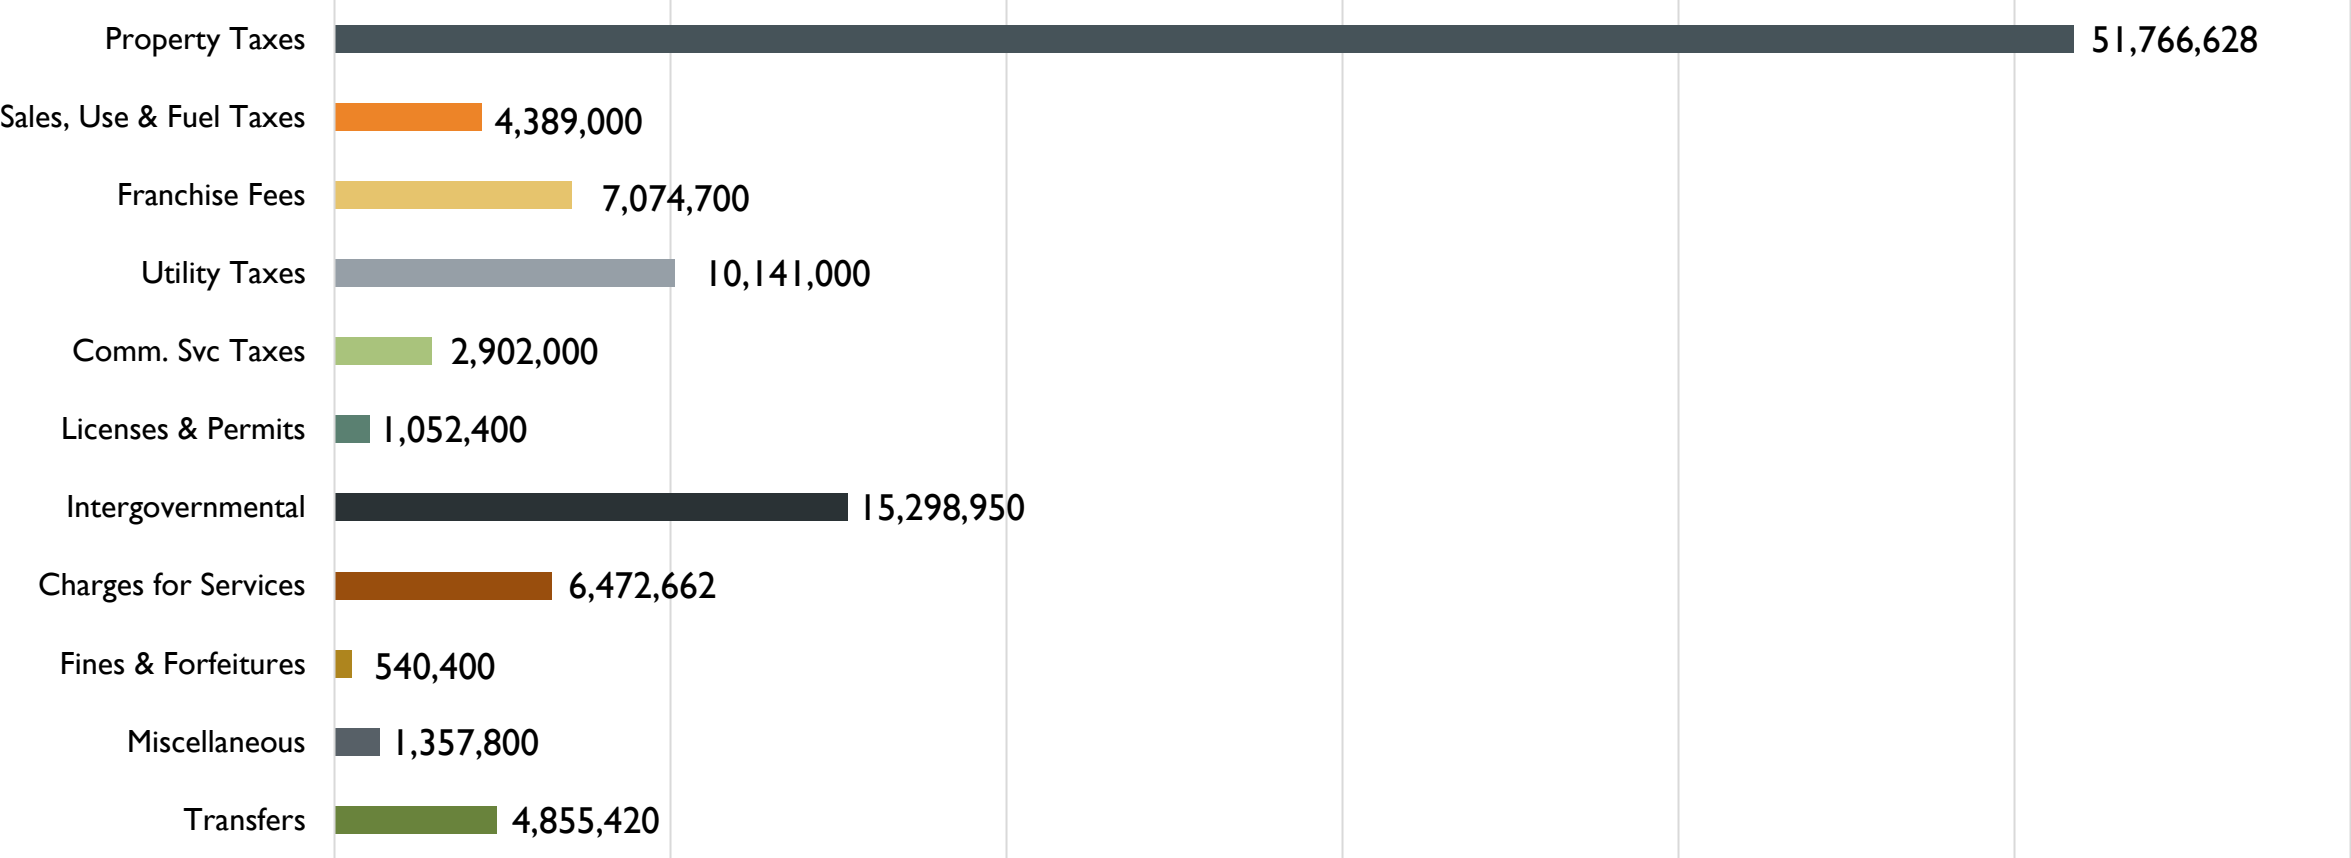 Property Taxes 51,766,628
Sales, Use & Fuel Taxes 4,389,000
Franchise Fees 7,074,700
Utility Taxes 10,141,000
Comm. Svc Taxes 2,902,000
Licenses & Permits 1,052,400
Intergovernmental 15,298,950
Charges for Services 6,472,662
Fines & Forfeitures 540,400
Miscellaneous 1,357,800
Transfers 4,855,420